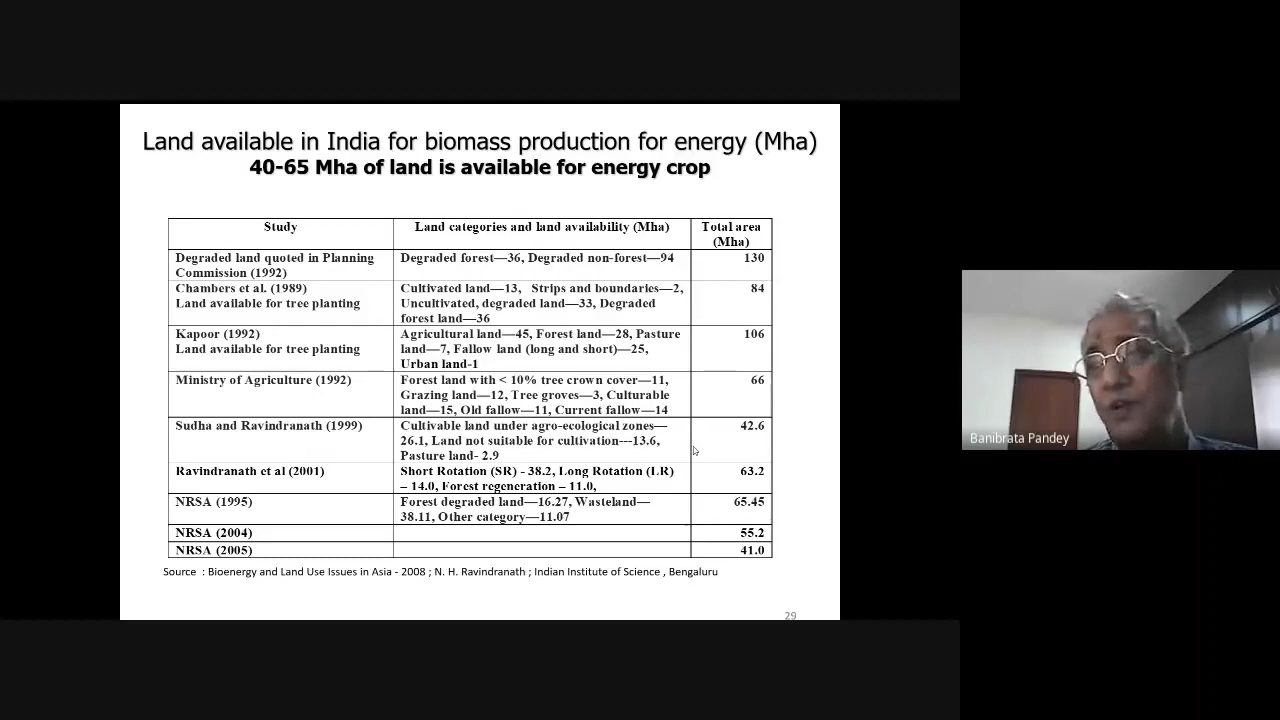 Land available in India for biomass production for energy (Mha)
40-65 Mha of land is available for energy crop
Study
Land categories and land availability (Mha)
Total area
(Mha)
Degraded land quoted in Planning
Commission (1992)
Degraded forest—36, Degraded non-forest—94
130
Chambers et al. (1989)
Land available for tree planting
Cultivated land—13, Strips and boundaries—2,
Uncultivated, degraded land—33, Degraded
forest land—36
84
Kapoor (1992)
Land available for tree planting
Agricultural land—45, Forest land—28, Pasture
land—7, Fallow land (long and short)—25,
Urban land-1
106
Ministry of Agriculture (1992)
Forest land with < 10% tree crown cover—11,
Grazing land—12, Tree groves—3, Culturable
land—15, Old fallow—11, Current fallow—14
66
Sudha and Ravindranath (1999)
Cultivable land under agro-ecological zones—
26.1, Land not suitable for cultivation---13.6,
Pasture land- 2.9
42.6
Ravindranath et al (2001)
Short Rotation (SR) - 38.2, Long Rotation (LR)
– 14.0, Forest regeneration – 11.0,
63.2
NRSA (1995)
Forest degraded land—16.27, Wasteland—
38.11, Other category—11.07
65.45
NRSA (2004)
55.2
NRSA (2005)
41.0
Source : Bioenergy and Land Use Issues in Asia - 2008 ; N. H. Ravindranath ; Indian Institute of Science , Bengaluru
29
Banibrata Pandey